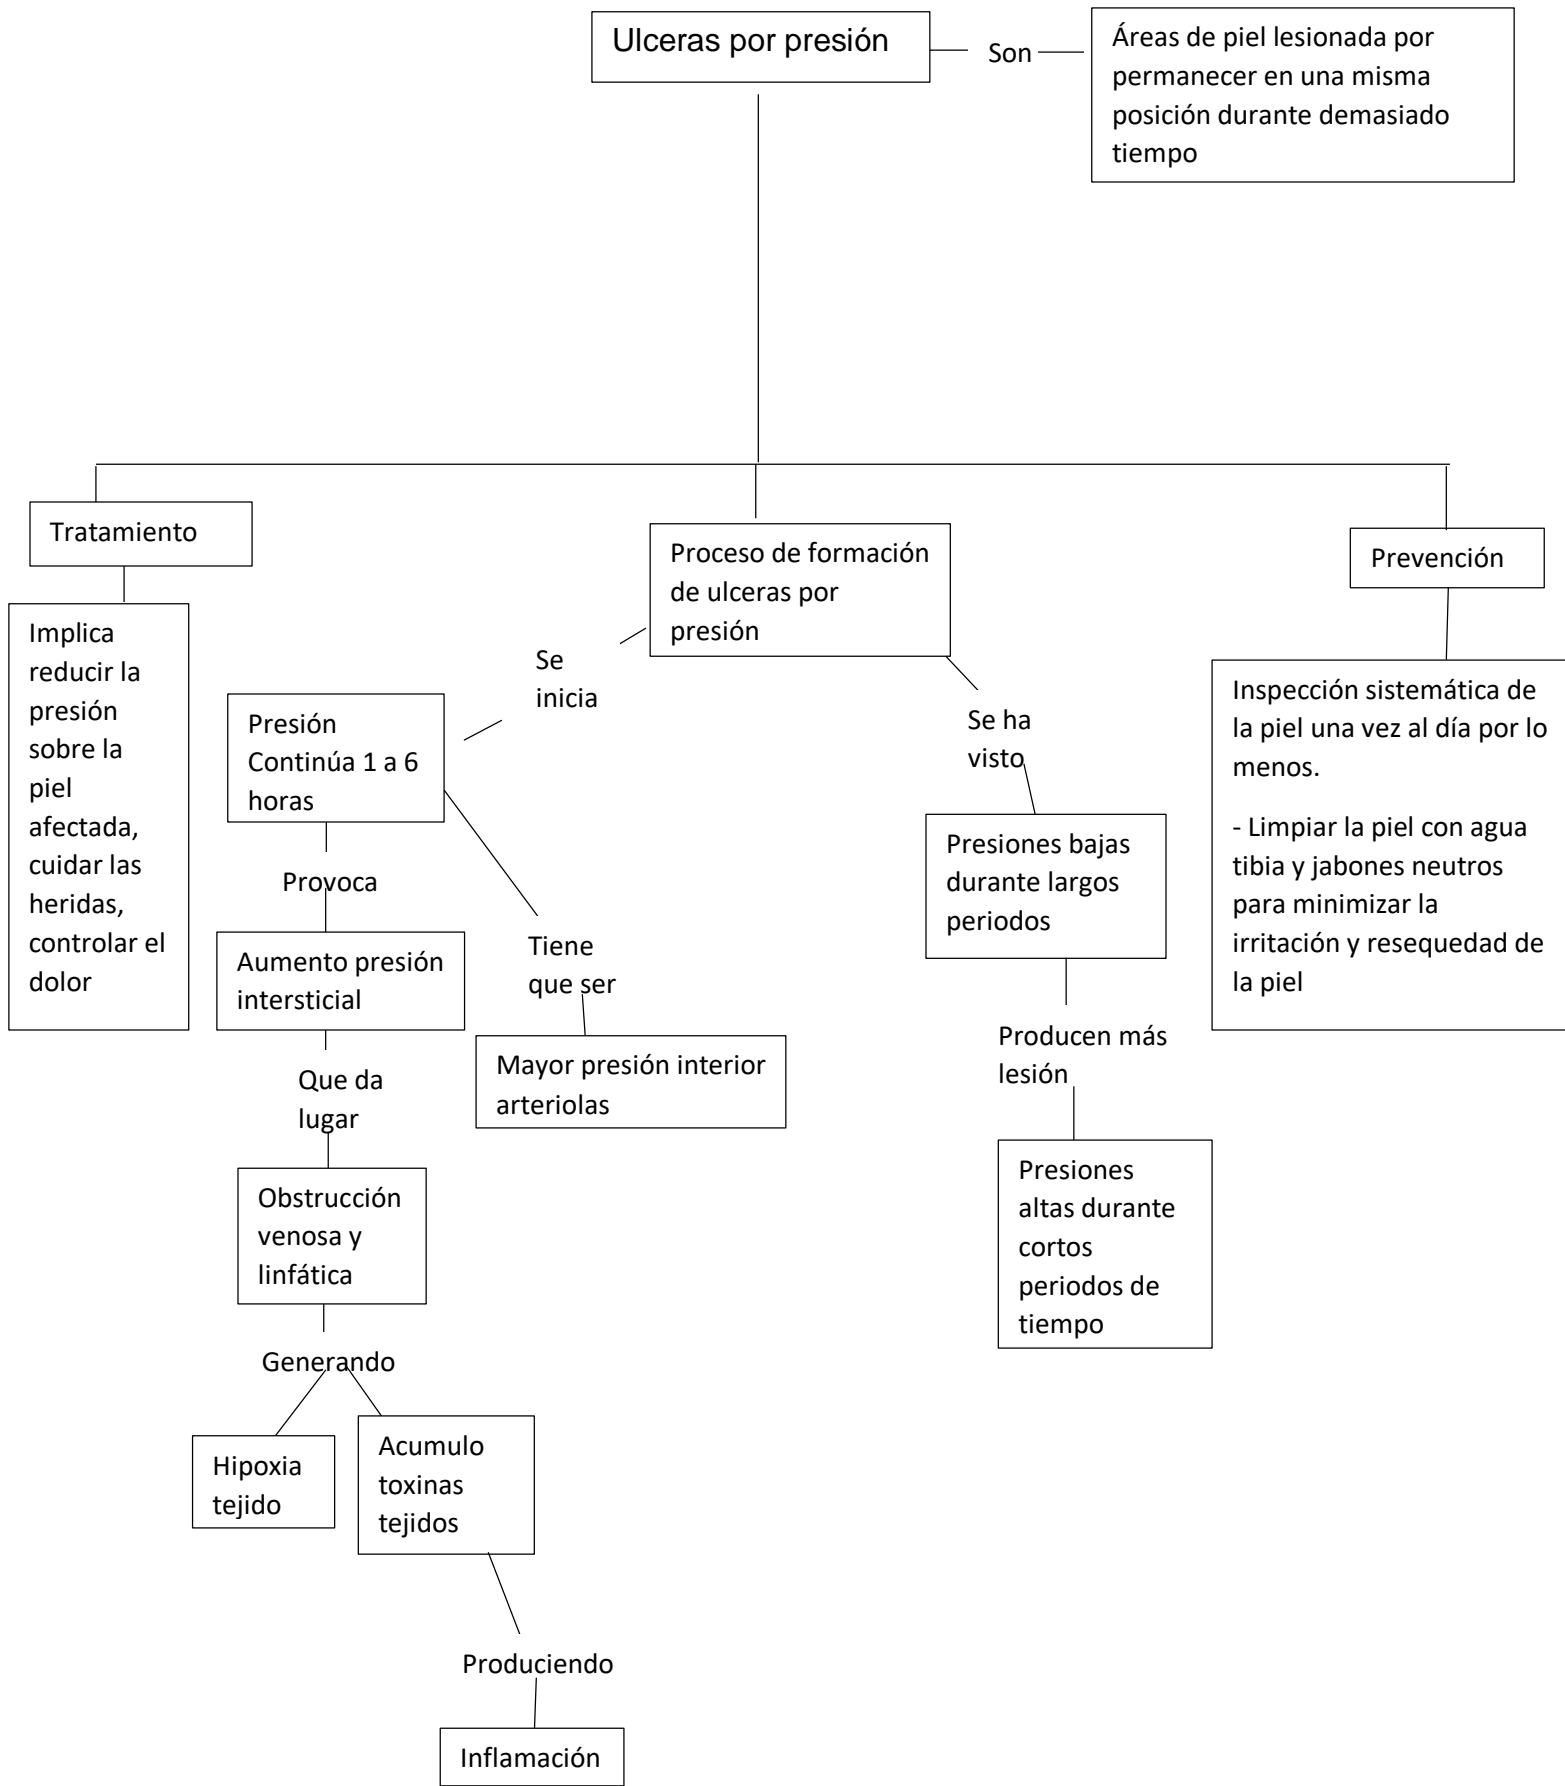 Ulceras por presión
Son
Áreas de piel lesionada por
permanecer en una misma
posición durante demasiado
tiempo
Tratamiento
Implica
reducir la
presión
sobre la
piel
afectada,
cuidar las
heridas,
controlar el
dolor
Proceso de formación
de ulceras por
presión
Se
inicia
Presión
Continúa 1 a 6
horas
Provoca
Aumento presión
intersticial
Que da
lugar
Obstrucción
venosa y
linfática
Generando
Hipoxia
tejido
Acumulo
toxinas
tejidos
Produciendo
Inflamación
Tiene
que ser
Mayor presión interior
arteriolas
Se ha
visto
Presiones bajas
durante largos
periodos
Producen más
lesión
Presiones
altas durante
cortos
periodos de
tiempo
Prevención
Inspección sistemática de
la piel una vez al día por lo
menos.
- Limpiar la piel con agua
tibia y jabones neutros
para minimizar la
irritación y resequedad de
la piel